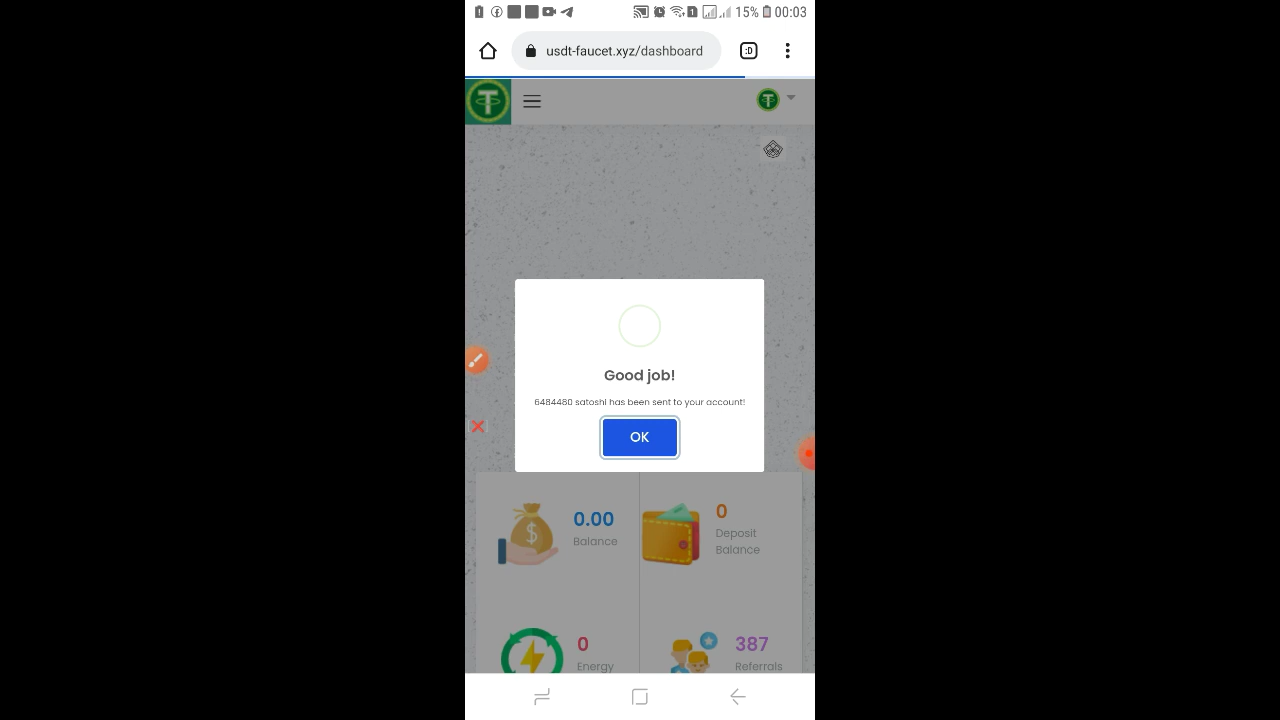 15% 00:03
usdt-faucet.xyz/dashboard
:D
Good job!
6484480 satoshi has been sent to your account!
OK
0.00
Balance
0
Deposit
Balance
0
Energy
387
Referrals